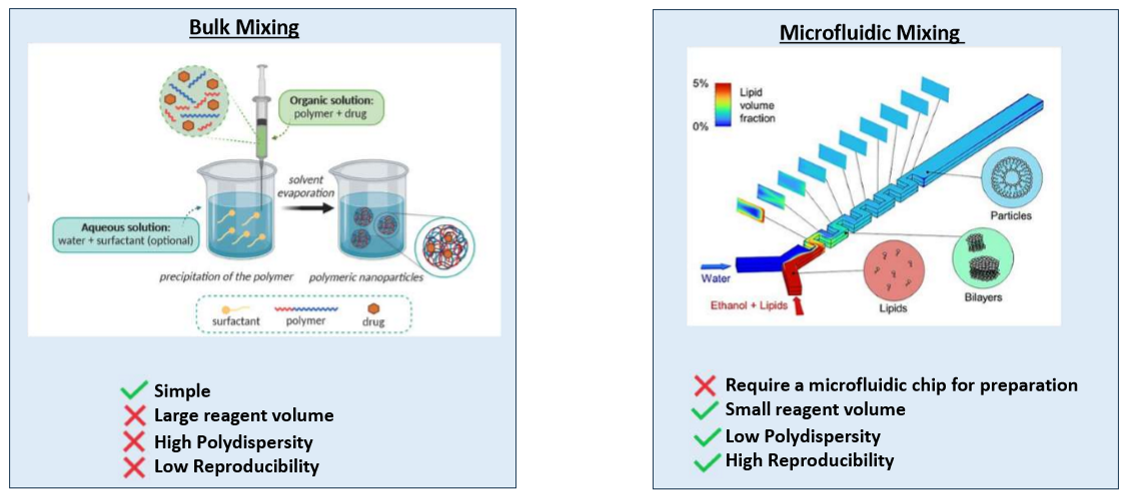 Bulk Mixing
Organic solution:
polymer + drug
solvent
evaporation
Aqueous solution:
water + surfactant (optional)
precipitation of the polymer
polymeric nanoparticles
surfactant
polymer
drug
Simple
Large reagent volume
High Polydispersity
Low Reproducibility
Microfluidic Mixing
5%
0%
Lipid
volume
fraction
Particles
Water
Ethanol + Lipids
Lipids
Bilayers
Require a microfluidic chip for preparation
Small reagent volume
Low Polydispersity
High Reproducibility